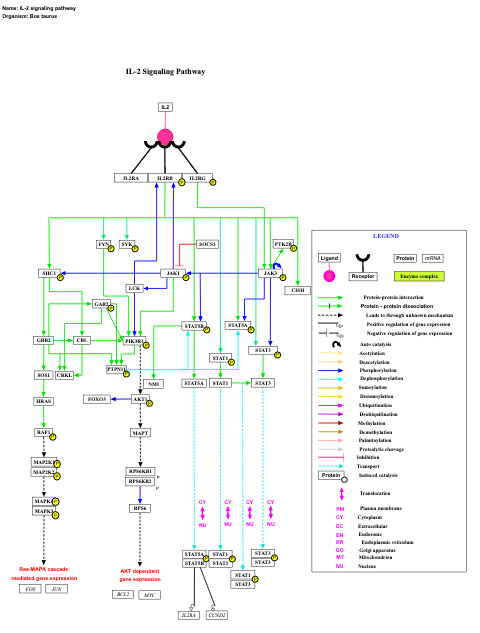 Name: IL-2 signaling pathway
Organism: Bos taurus
IL-2 Signaling Pathway
IL2
IL2RA
IL2RB
P
IL2RG
P
FYN
P
SYK
P
SOCS3
PTK2B
P
SHC1
P
JAK1
P
JAK3
P
LCK
CISH
GAB2
P
STAT5B
P
STAT5A
P
GRB2
CBL
PIK3R1
P
STAT1
P
STAT3
P
SOS1
CRKL
PTPN11
P
NMI
STAT5A
STAT1
STAT3
HRAS
FOXO3
AKT1
P
RAF1
P
MAPT
MAP2K1
P
MAP2K2
P
RPS6KB1
P
RPS6KB2
P
MAPK1
P
MAPK3
P
RPS6
CY
CY
CY
CY
NU
NU
NU
NU
STAT5A
P
STAT5B
P
STAT1
P
STAT1
STAT3
P
STAT3
STAT1
STAT3
P
Ras-MAPK cascade
mediated gene expression
AKT dependent
gene expression
FOS
JUN
BCL2
MYC
IL2RA
CCND2
LEGEND
Ligand
Receptor
Protein
mRNA
Enzyme complex
Protein-protein interaction
Protein - protein dissociation
Leads to through unknown mechanism
Positive regulation of gene expression
Negative regulation of gene expression
Auto catalysis
Acetylation
Deacetylation
Phosphorylation
Dephosphorylation
Sumoylation
Desumoylation
Ubiquitination
Deubiquitination
Methylation
Demethylation
Palmitoylation
Proteolytic cleavage
Inhibition
Transport
Protein
Induced catalysis
Translocation
PM Plasma membrane
CY Cytoplasm
EC Extracellular
EN Endosome
ER Endoplasmic reticulum
GO Golgi apparatus
MT Mitochondrion
NU Nucleus